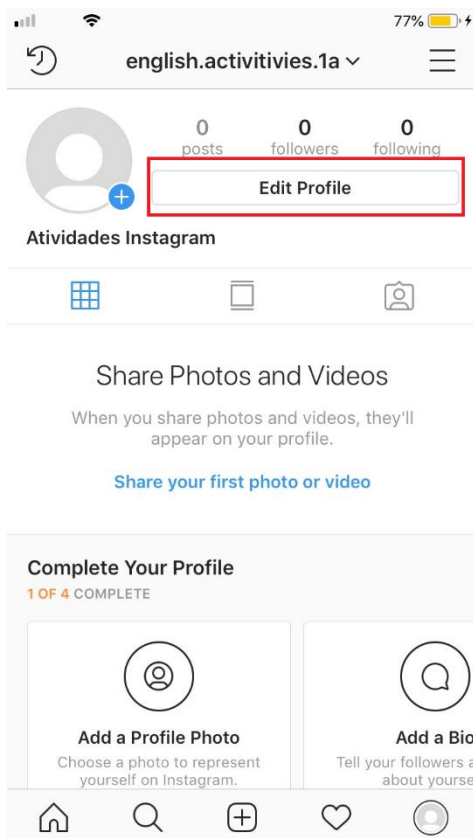 77%
english.activitivies.1a
0 0 0
posts followers following
Edit Profile
Atividades Instagram
Share Photos and Videos
When you share photos and videos, they'll
appear on your profile.
Share your first photo or video
Complete Your Profile
1 OF 4 COMPLETE
Add a Profile Photo
Choose a photo to represent
yourself on Instagram.
Add a Bio
Tell your followers a
about yourse